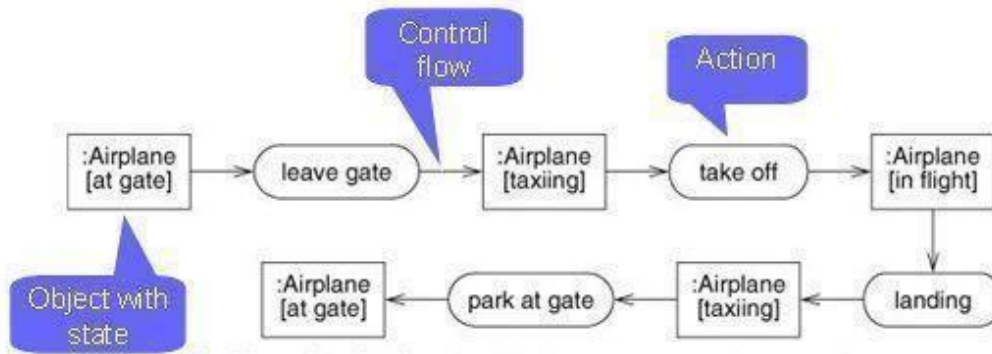 Control
flow
Action
:Airplane
[at gate]
leave gate
:Airplane
[taxiing]
take off
:Airplane
[in flight]
Object with
state
:Airplane
[at gate]
park at gate
:Airplane
[taxiing]
landing